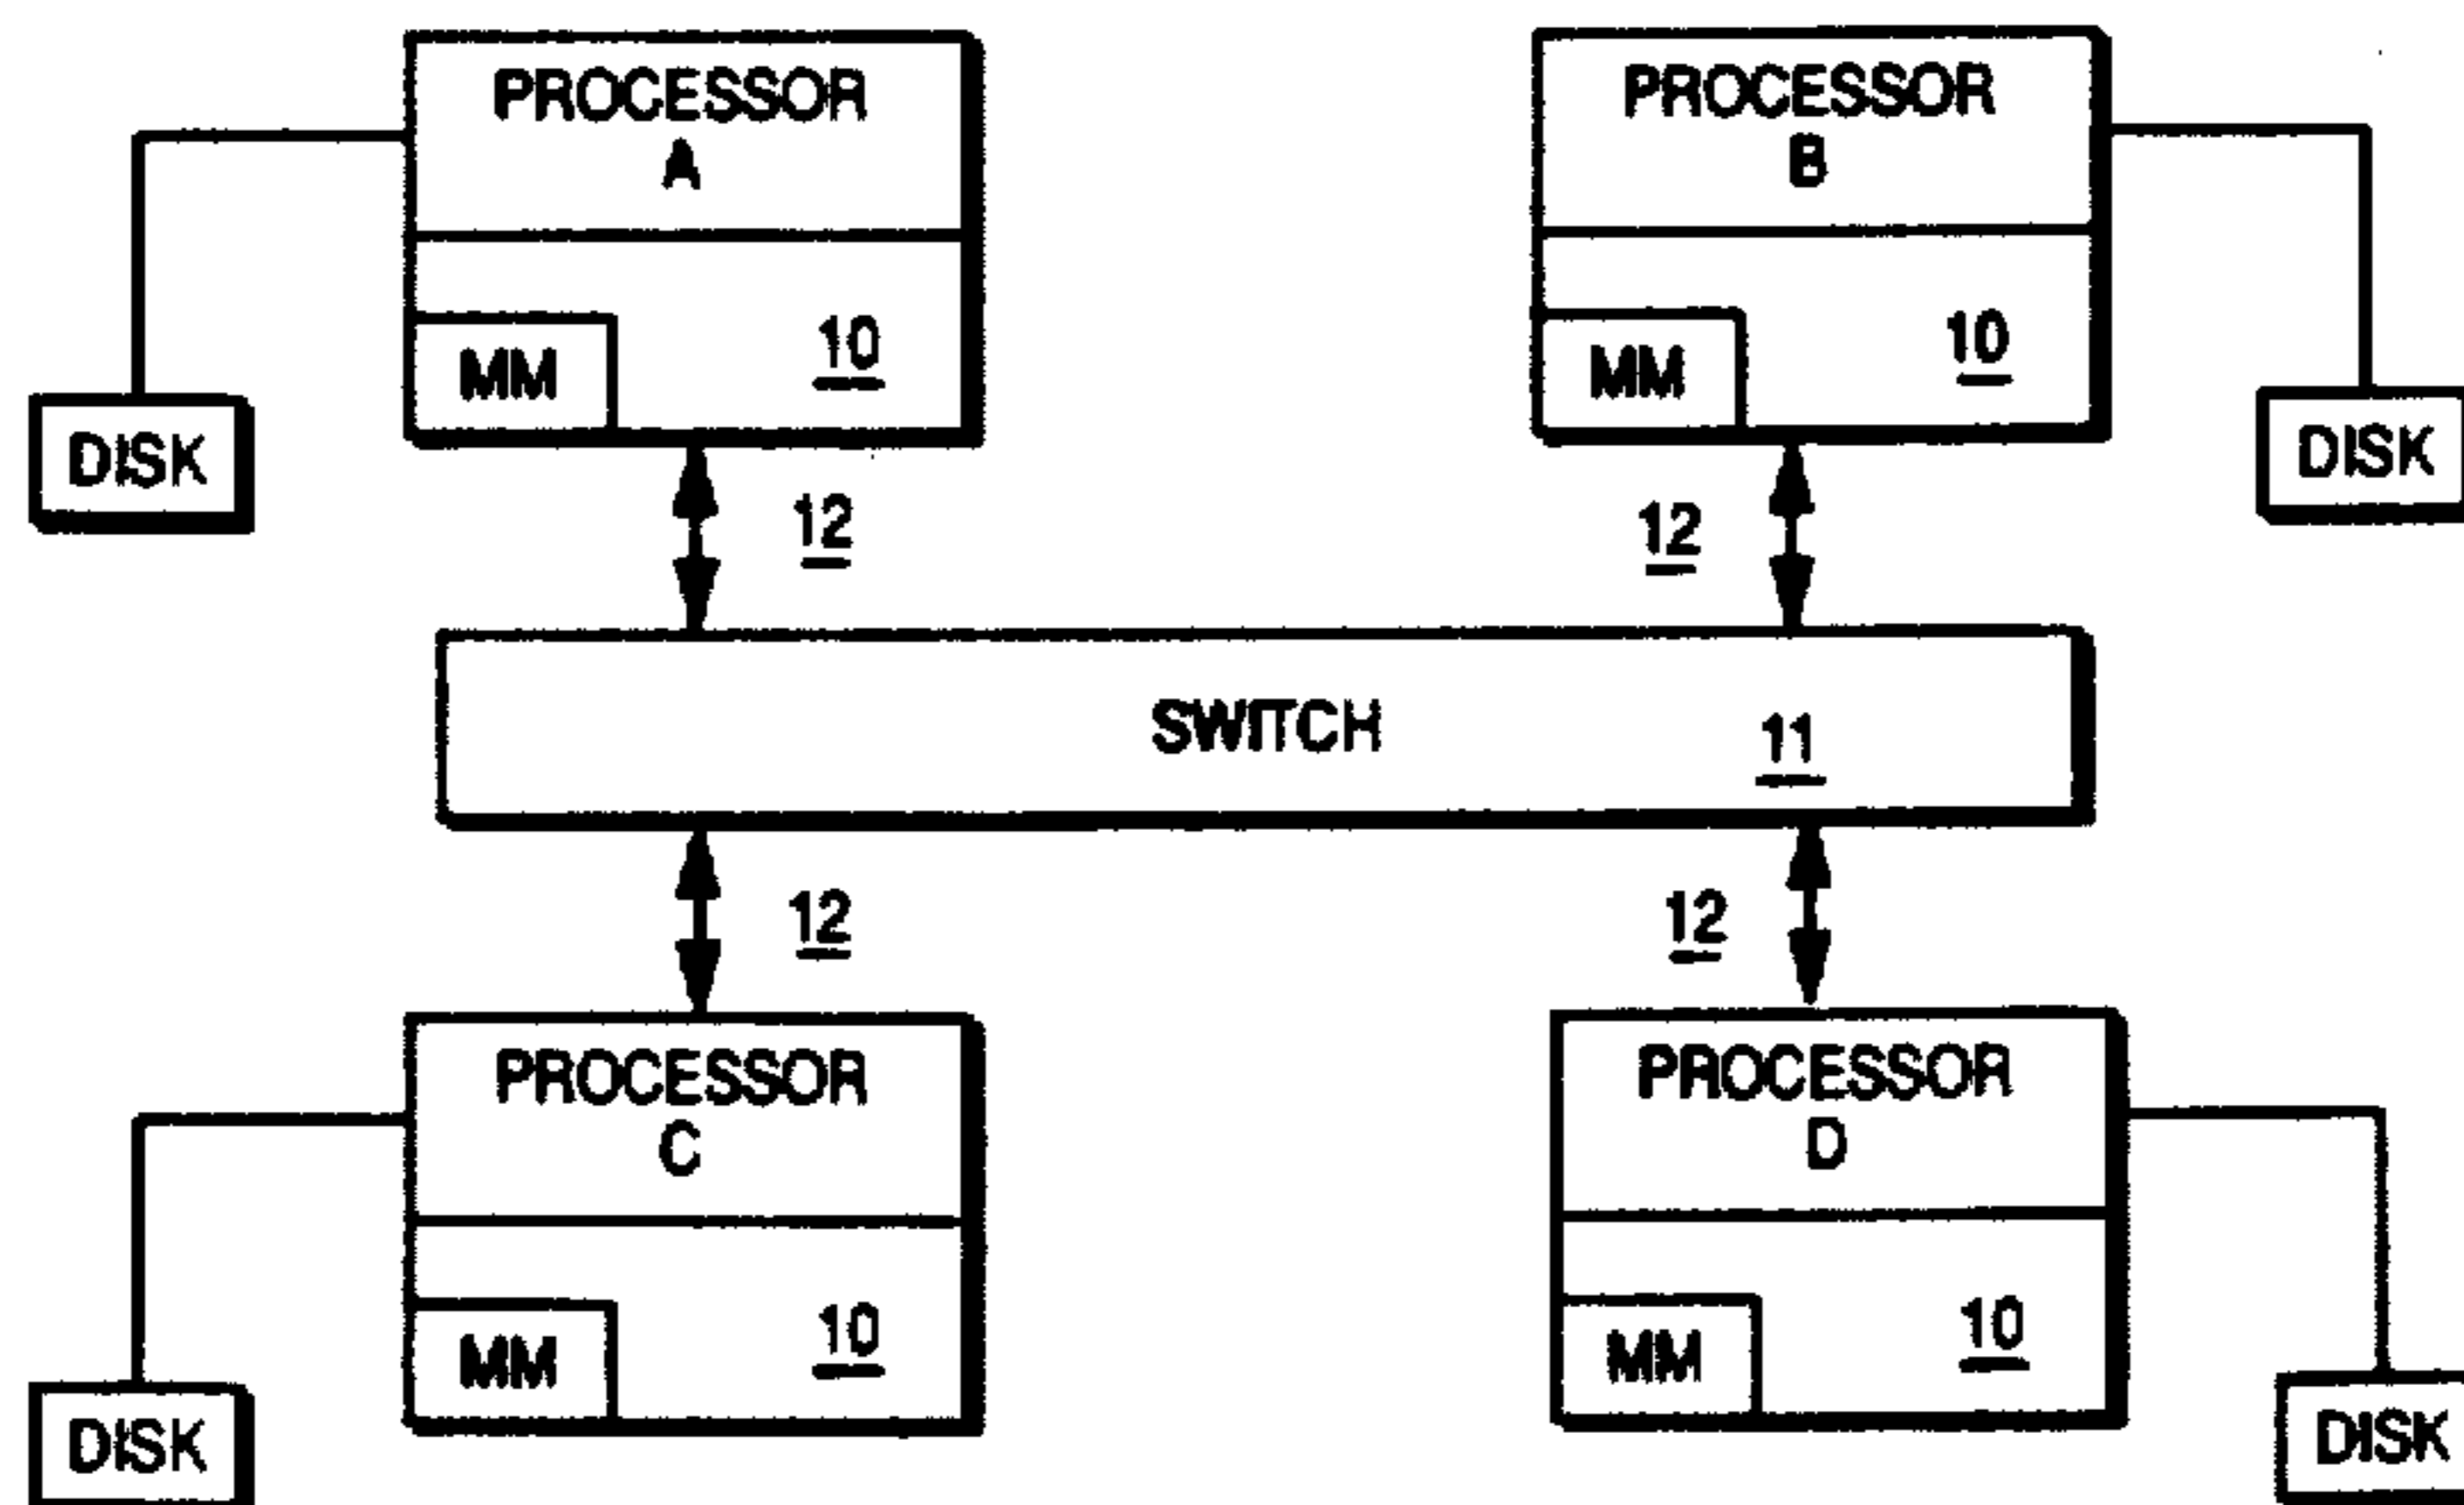 PROCESSOR
A
MM
10
DISK
12
PROCESSOR
B
MM
10
DISK
12
SWITCH
11
12
PROCESSOR
C
MM
10
DISK
12
PROCESSOR
D
MM
10
DISK